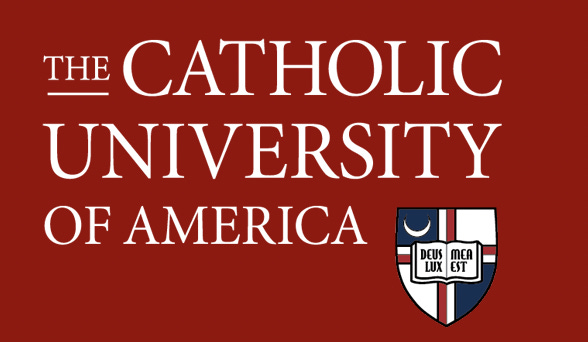 THE CATHOLIC
UNIVERSITY
OF AMERICA
DEUS MEA
LUX EST